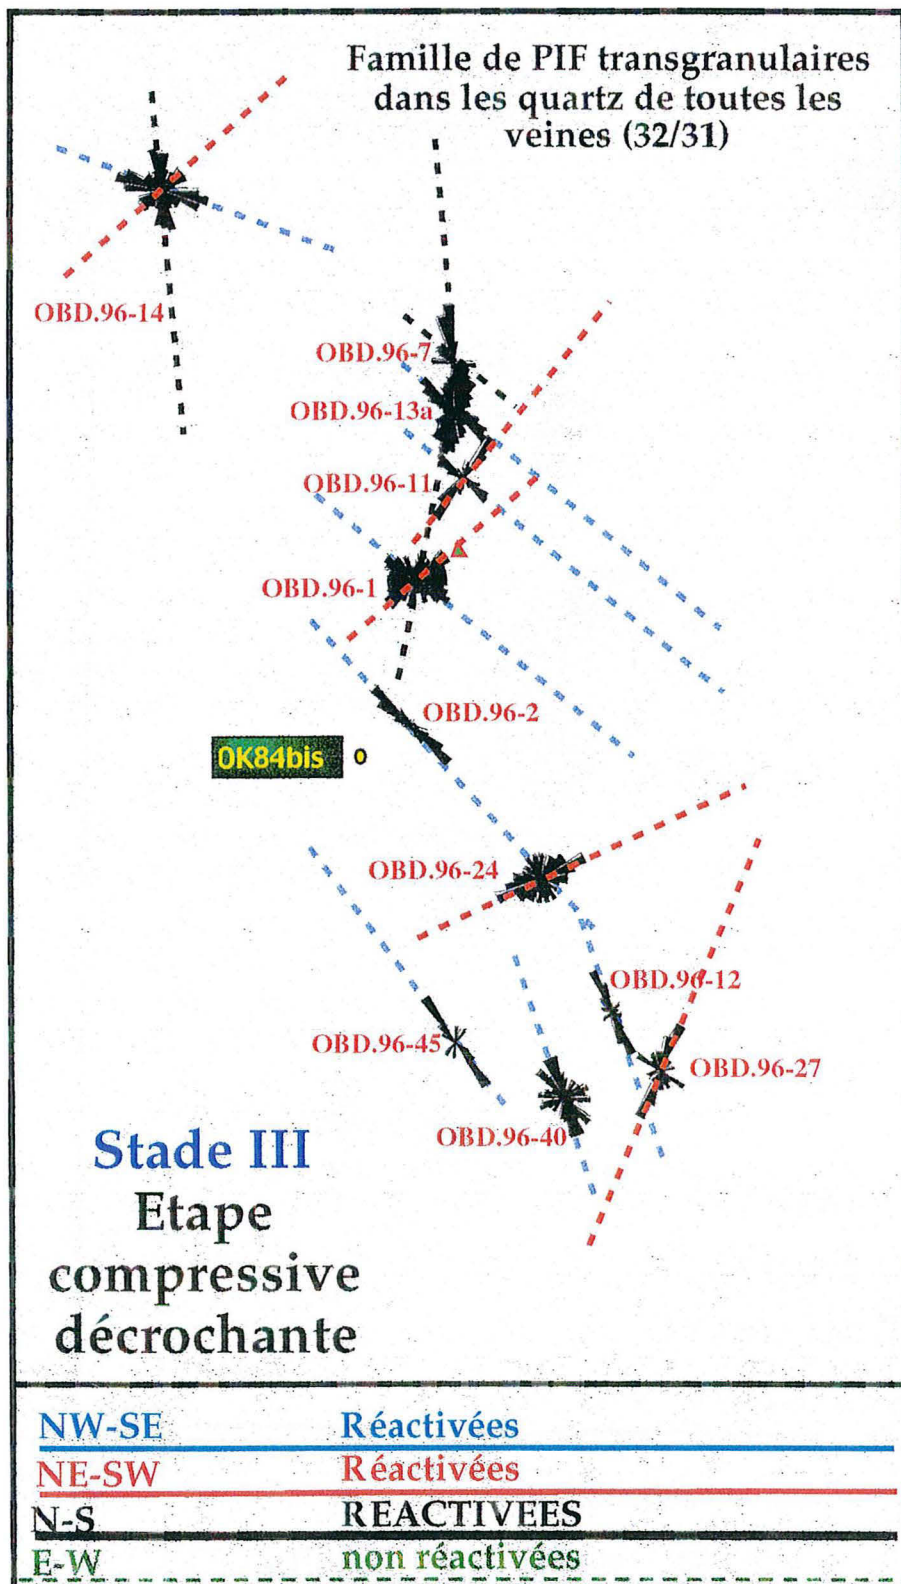 Famille de PIF transgranulaires
dans les quartz de toutes les
veines (32/31)
OBD.96-14
OBD.96-7
OBD.96-13a
OBD.96-11
OBD.96-1
OBD.96-2
OK84bis
OBD.96-24
OBD.96-12
OBD.96-45
OBD.96-27
OBD.96-40
Stade III
Etape
compressive
décrochante
NW-SE Réactivées
NE-SW Réactivées
N-S REACTIVEES
E-W non réactivées